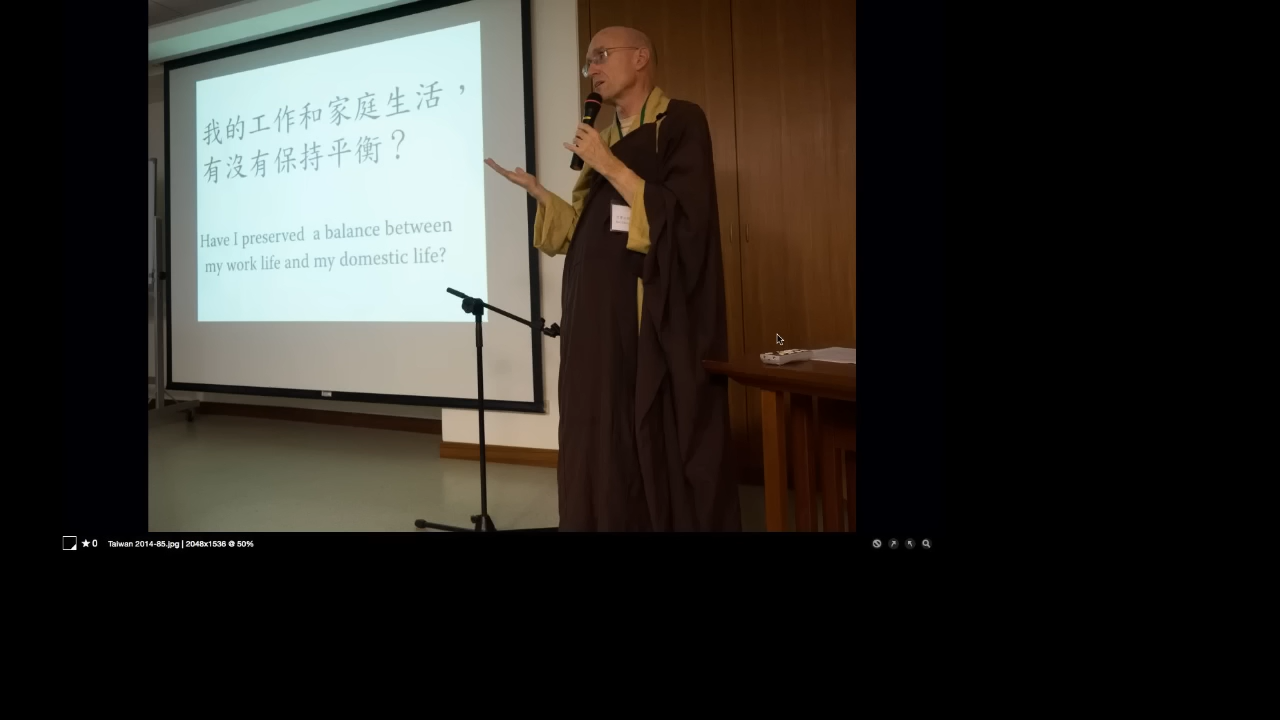 我的工作和家庭生活，
有沒有保持平衡？
Have I preserved a balance between
my work life and my domestic life?
★ 0 Taiwan 2014-85.jpg | 2048x1536 @ 50%